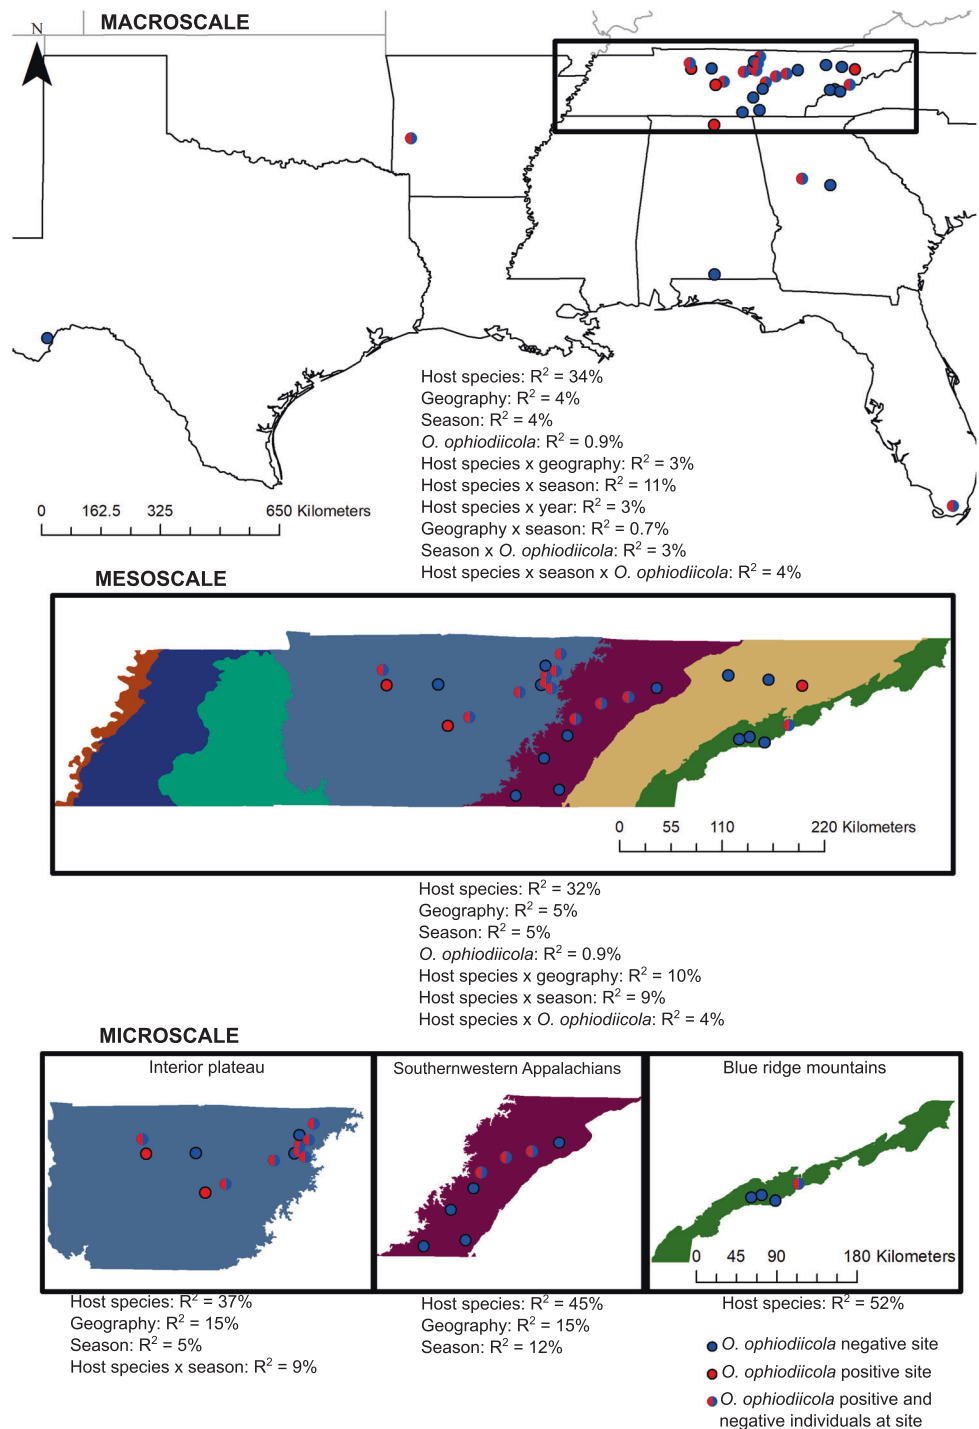 MACROSCALE
N
Host species: R² = 34%
Geography: R² = 4%
Season: R² = 4%
O. ophiodiicola: R² = 0.9%
Host species x geography: R² = 3%
Host species x season: R² = 11%
Host species x year: R² = 3%
Geography x season: R² = 0.7%
Season x O. ophiodiicola: R² = 3%
Host species x season x O. ophiodiicola: R² = 4%
0 162.5 325 650 Kilometers
MESOSCALE
0 55 110 220 Kilometers
Host species: R² = 32%
Geography: R² = 5%
Season: R² = 5%
O. ophiodiicola: R² = 0.9%
Host species x geography: R² = 10%
Host species x season: R² = 9%
Host species x O. ophiodiicola: R² = 4%
MICROSCALE
Interior plateau
Southernwestern Appalachians
Blue ridge mountains
0 45 90 180 Kilometers
Host species: R² = 37%
Geography: R² = 15%
Season: R² = 5%
Host species x season: R² = 9%
Host species: R² = 45%
Geography: R² = 15%
Season: R² = 12%
Host species: R² = 52%
O. ophiodiicola negative site
O. ophiodiicola positive site
O. ophiodiicola positive and
negative individuals at site